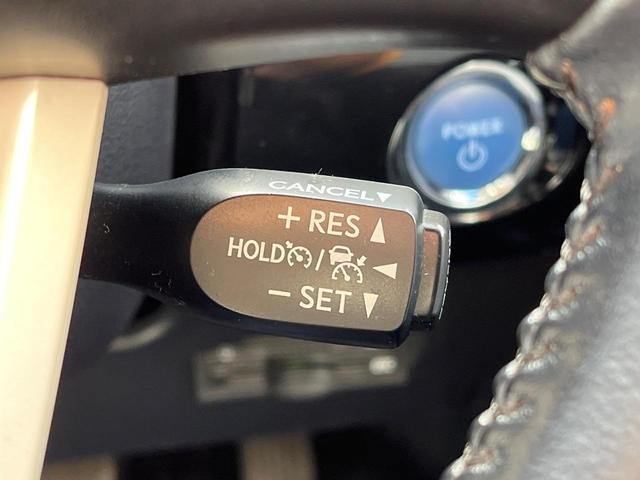 CANCEL▼
+ RES ▲
HOLD / ◀
− SET ▼
POWER